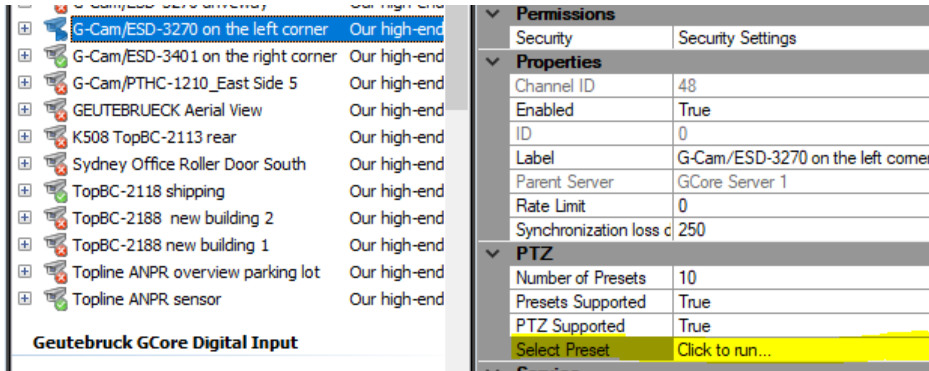 G-Cam/ESD-3270 driveway Our high-end
G-Cam/ESD-3270 on the left corner Our high-end
G-Cam/ESD-3401 on the right corner Our high-end
G-Cam/PTHC-1210_East Side 5 Our high-end
GEUTEBRUECK Aerial View Our high-end
K508 TopBC-2113 rear Our high-end
Sydney Office Roller Door South Our high-end
TopBC-2118 shipping Our high-end
TopBC-2188 new building 2 Our high-end
TopBC-2188 new building 1 Our high-end
Topline ANPR overview parking lot Our high-end
Topline ANPR sensor Our high-end
Geutebruck GCore Digital Input
Permissions
Security Security Settings
Properties
Channel ID 48
Enabled True
ID 0
Label G-Cam/ESD-3270 on the left corner
Parent Server GCore Server 1
Rate Limit 0
Synchronization loss d 250
PTZ
Number of Presets 10
Presets Supported True
PTZ Supported True
Select Preset Click to run...